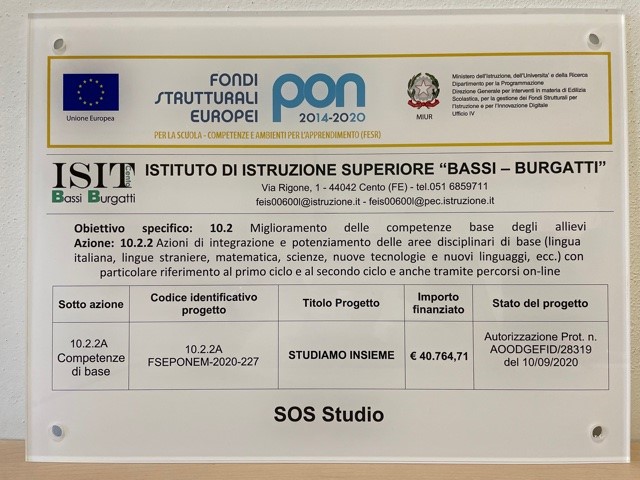 Unione Europea
FONDI
STRUTTURALI
EUROPEI
pon
2014-2020
PER LA SCUOLA - COMPETENZE E AMBIENTI PER L'APPRENDIMENTO (FESR)
MIUR
Ministero dell'Istruzione, dell'Universita' e della Ricerca
Dipartimento per la Programmazione
Direzione Generale per interventi in materia di Edilizia
Scolastica, per la gestione dei Fondi Strutturali per
l'Istruzione e per l'Innovazione Digitale
Ufficio IV
ISIT Cento
Bassi Burgatti
ISTITUTO DI ISTRUZIONE SUPERIORE “BASSI – BURGATTI”
Via Rigone, 1 - 44042 Cento (FE) - tel.051 6859711
feis00600l@istruzione.it - feis00600l@pec.istruzione.it
Obiettivo specifico: 10.2 Miglioramento delle competenze base degli allievi
Azione: 10.2.2 Azioni di integrazione e potenziamento delle aree disciplinari di base (lingua
italiana, lingue straniere, matematica, scienze, nuove tecnologie e nuovi linguaggi, ecc.) con
particolare riferimento al primo ciclo e al secondo ciclo e anche tramite percorsi on-line
Sotto azione
Codice identificativo
progetto
Titolo Progetto
Importo
finanziato
Stato del progetto
10.2.2A
Competenze
di base
10.2.2A
FSEPONEM-2020-227
STUDIAMO INSIEME
€ 40.764,71
Autorizzazione Prot. n.
AOODGEFID/28319
del 10/09/2020
SOS Studio